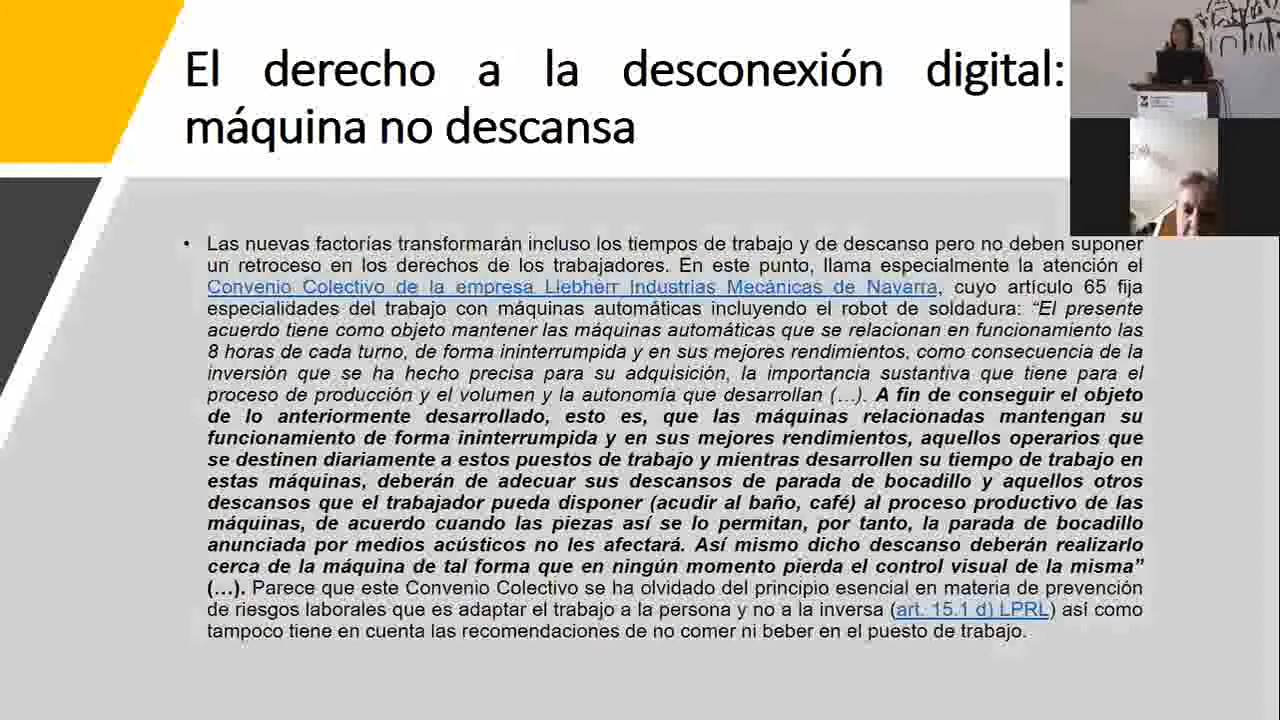 El derecho a la desconexión digital:
máquina no descansa
• Las nuevas factorías transformarán incluso los tiempos de trabajo y de descanso pero no deben suponer
un retroceso en los derechos de los trabajadores. En este punto, llama especialmente la atención el
Convenio Colectivo de la empresa Liebherr Industrias Mecánicas de Navarra, cuyo artículo 65 fija
especialidades del trabajo con máquinas automáticas incluyendo el robot de soldadura: “El presente
acuerdo tiene como objeto mantener las máquinas automáticas que se relacionan en funcionamiento las
8 horas de cada turno, de forma ininterrumpida y en sus mejores rendimientos, como consecuencia de la
inversión que se ha hecho precisa para su adquisición, la importancia sustantiva que tiene para el
proceso de producción y el volumen y la autonomía que desarrollan (…). A fin de conseguir el objeto
de lo anteriormente desarrollado, esto es, que las máquinas relacionadas mantengan su
funcionamiento de forma ininterrumpida y en sus mejores rendimientos, aquellos operarios que
se destinen diariamente a estos puestos de trabajo y mientras desarrollen su tiempo de trabajo en
estas máquinas, deberán de adecuar sus descansos de parada de bocadillo y aquellos otros
descansos que el trabajador pueda disponer (acudir al baño, café) al proceso productivo de las
máquinas, de acuerdo cuando las piezas así se lo permitan, por tanto, la parada de bocadillo
anunciada por medios acústicos no les afectará. Así mismo dicho descanso deberán realizarlo
cerca de la máquina de tal forma que en ningún momento pierda el control visual de la misma”
(…). Parece que este Convenio Colectivo se ha olvidado del principio esencial en materia de prevención
de riesgos laborales que es adaptar el trabajo a la persona y no a la inversa (art. 15.1 d) LPRL) así como
tampoco tiene en cuenta las recomendaciones de no comer ni beber en el puesto de trabajo.